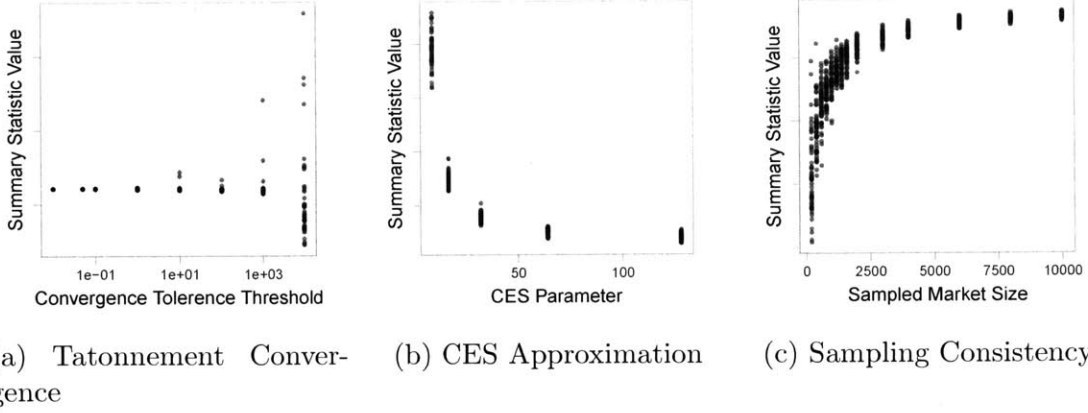 Summary Statistic Value
1e−01 1e+01 1e+03
Convergence Tolerence Threshold
Summary Statistic Value
50 100
CES Parameter
Summary Statistic Value
0 2500 5000 7500 10000
Sampled Market Size
a) Tatonnement Conver-
gence
(b) CES Approximation
(c) Sampling Consistency